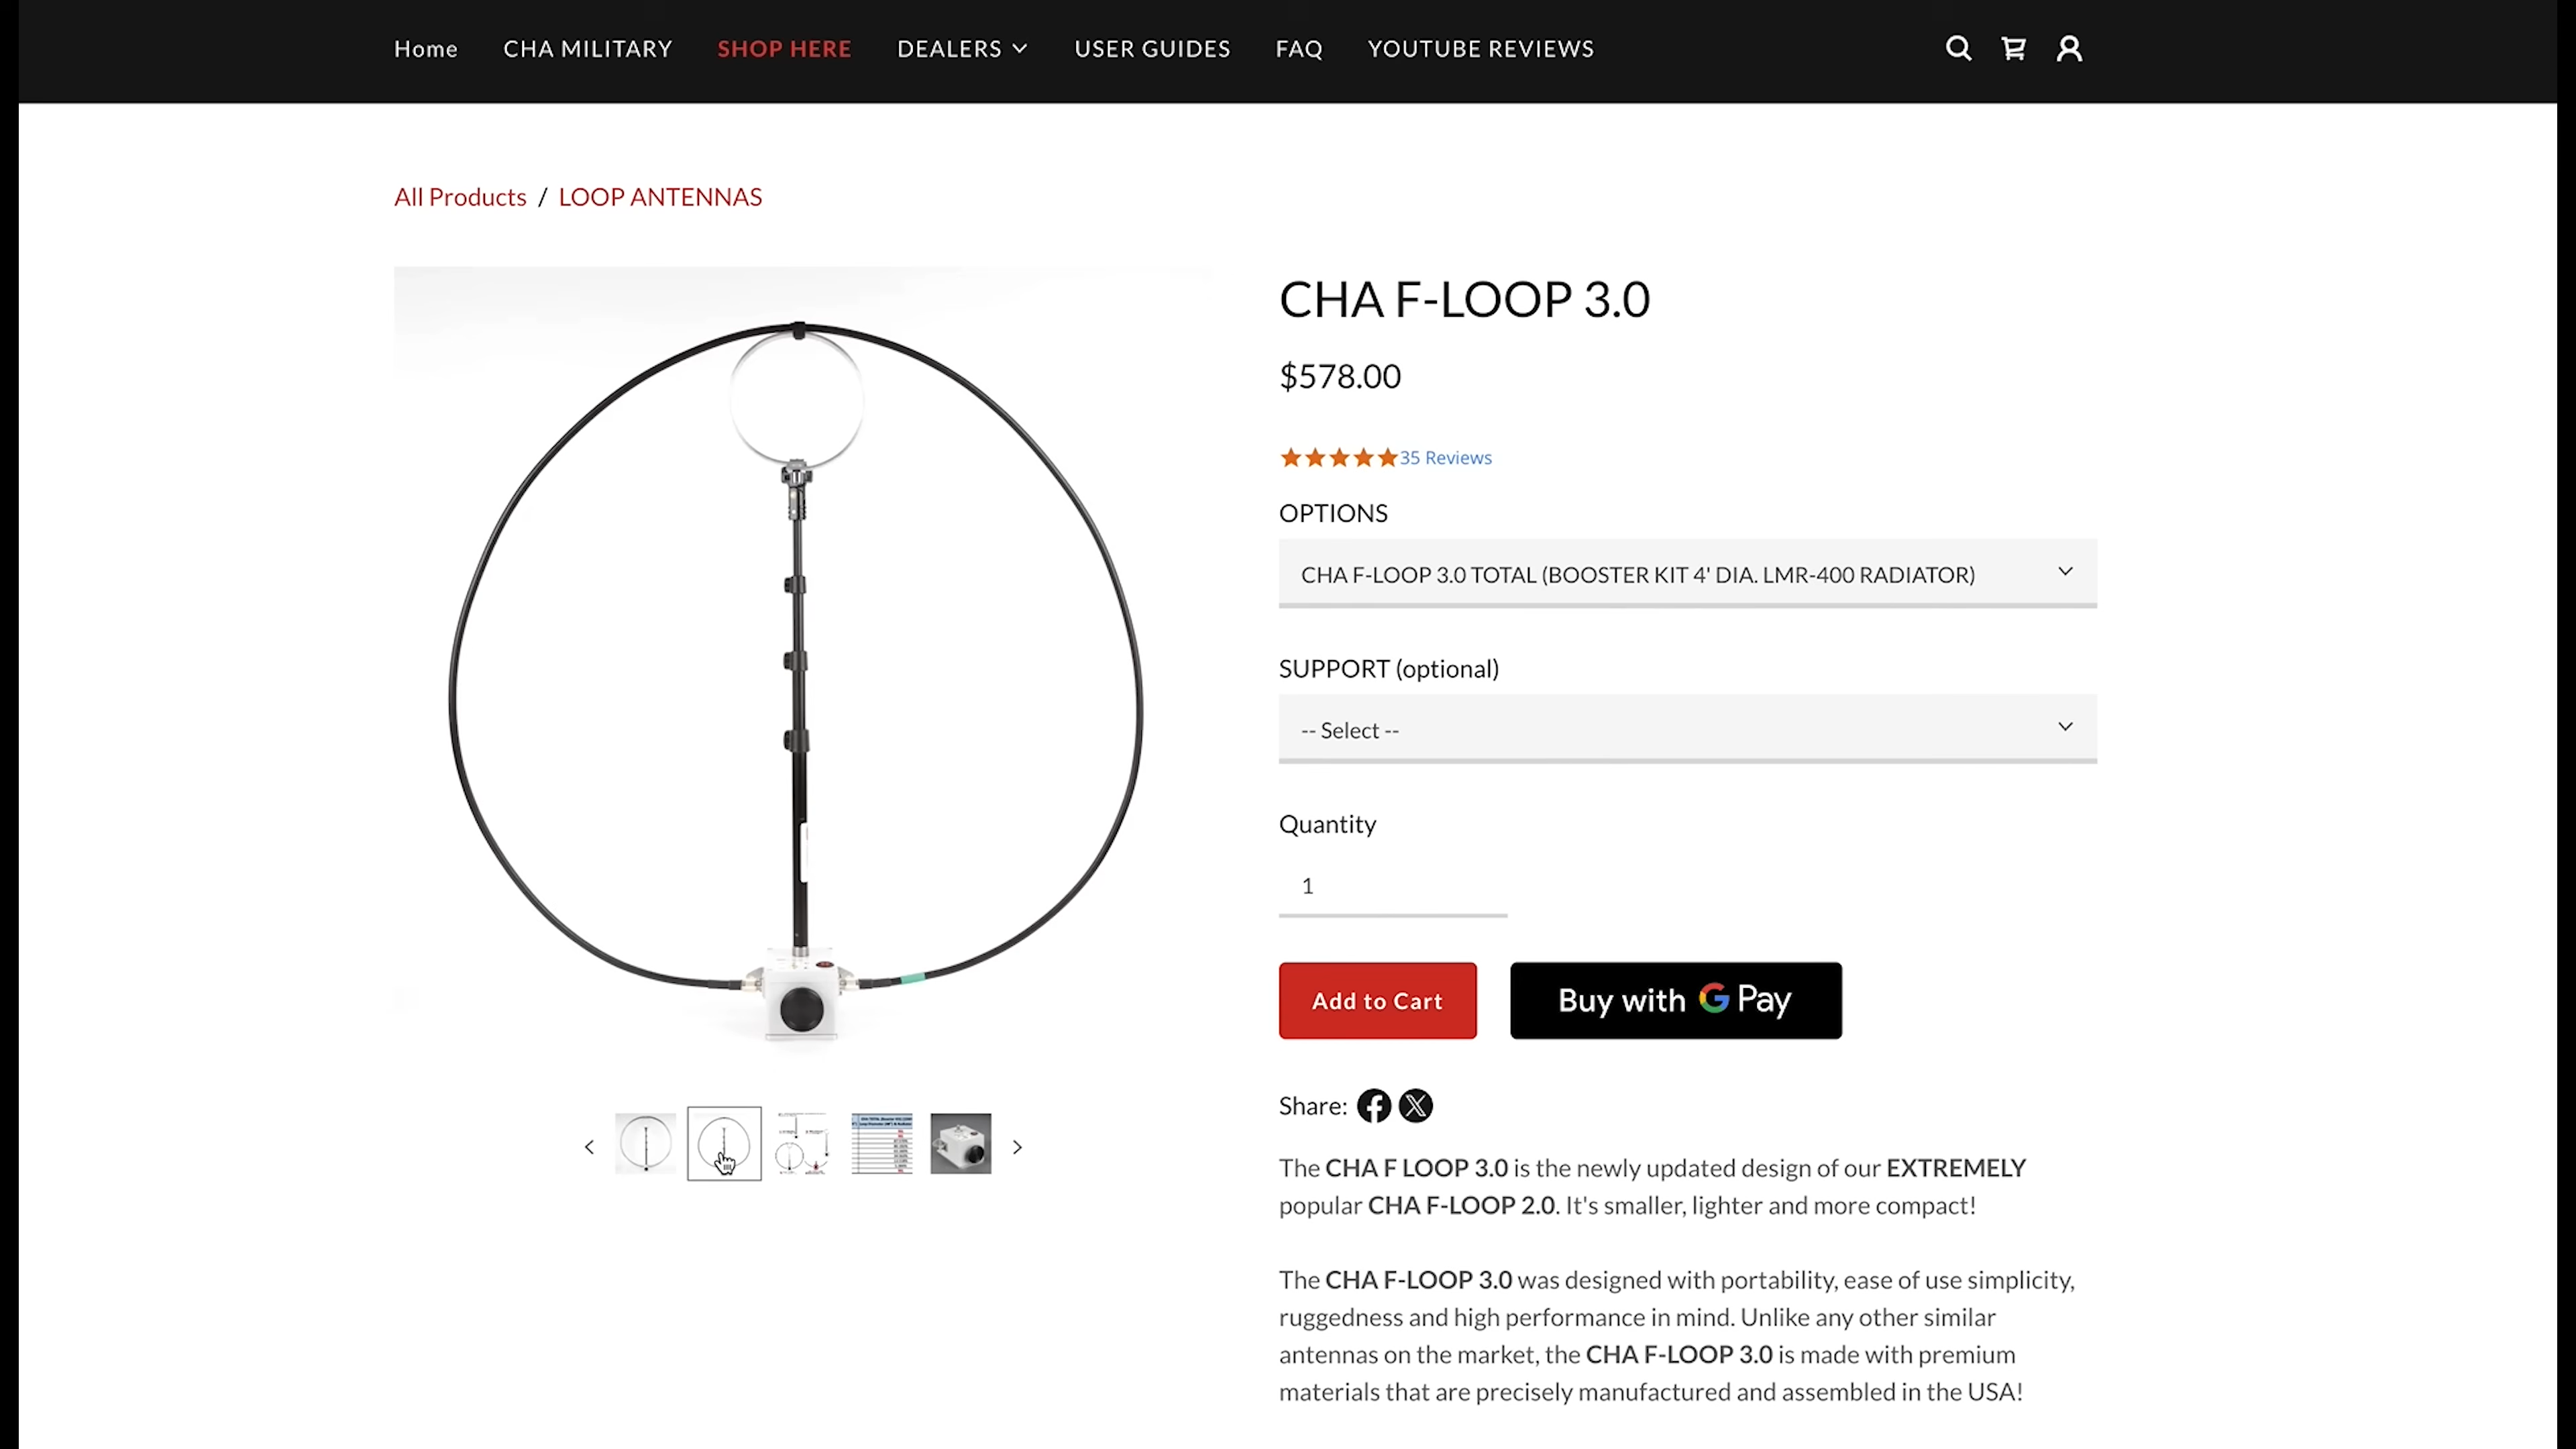 Home CHA MILITARY SHOP HERE DEALERS USER GUIDES FAQ YOUTUBE REVIEWS
All Products / LOOP ANTENNAS
CHA F-LOOP 3.0
$578.00
35 Reviews
OPTIONS
CHA F-LOOP 3.0 TOTAL (BOOSTER KIT 4' DIA. LMR-400 RADIATOR)
SUPPORT (optional)
-- Select --
Quantity
1
Add to Cart
Buy with G Pay
Share:
The CHA F LOOP 3.0 is the newly updated design of our EXTREMELY
popular CHA F-LOOP 2.0. It's smaller, lighter and more compact!
The CHA F-LOOP 3.0 was designed with portability, ease of use simplicity,
ruggedness and high performance in mind. Unlike any other similar
antennas on the market, the CHA F-LOOP 3.0 is made with premium
materials that are precisely manufactured and assembled in the USA!